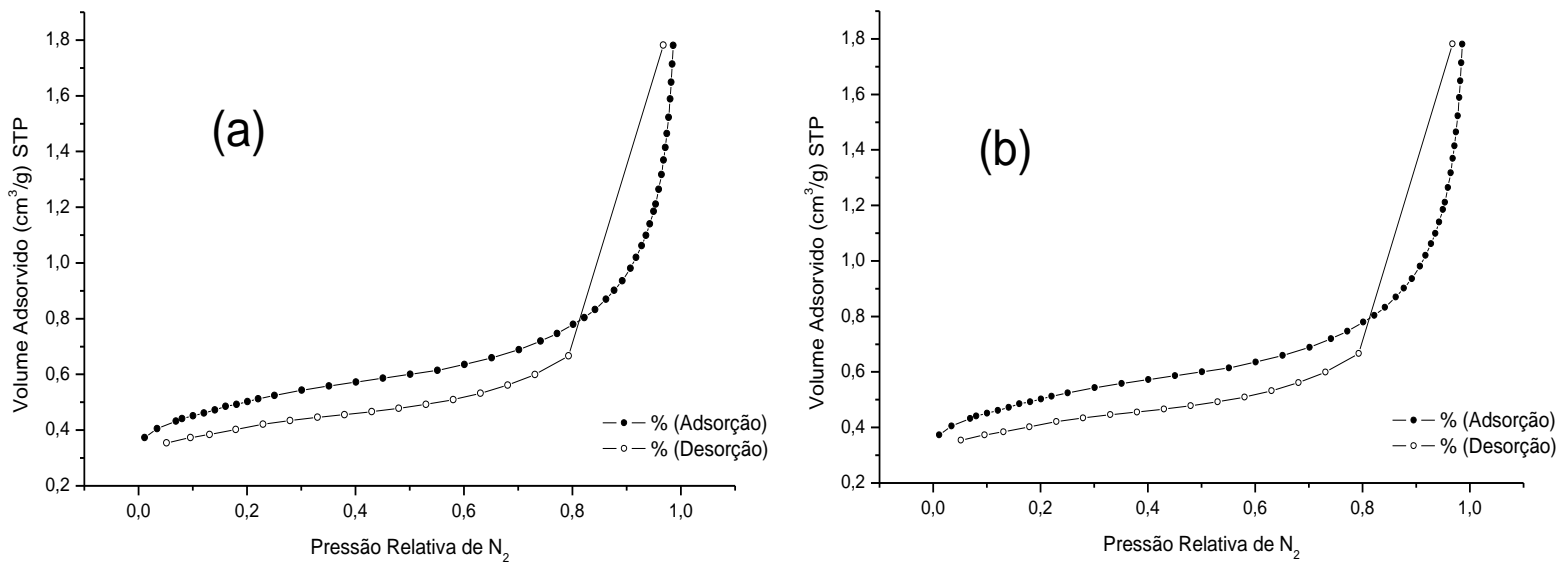 (a)
Volume Adsorvido (cm³/g) STP
1,8
1,6
1,4
1,2
1,0
0,8
0,6
0,4
0,2
% (Adsorção)
% (Desorção)
0,0 0,2 0,4 0,6 0,8 1,0
Pressão Relativa de N₂
(b)
Volume Adsorvido (cm³/g) STP
1,8
1,6
1,4
1,2
1,0
0,8
0,6
0,4
0,2
% (Adsorção)
% (Desorção)
0,0 0,2 0,4 0,6 0,8 1,0
Pressão Relativa de N₂